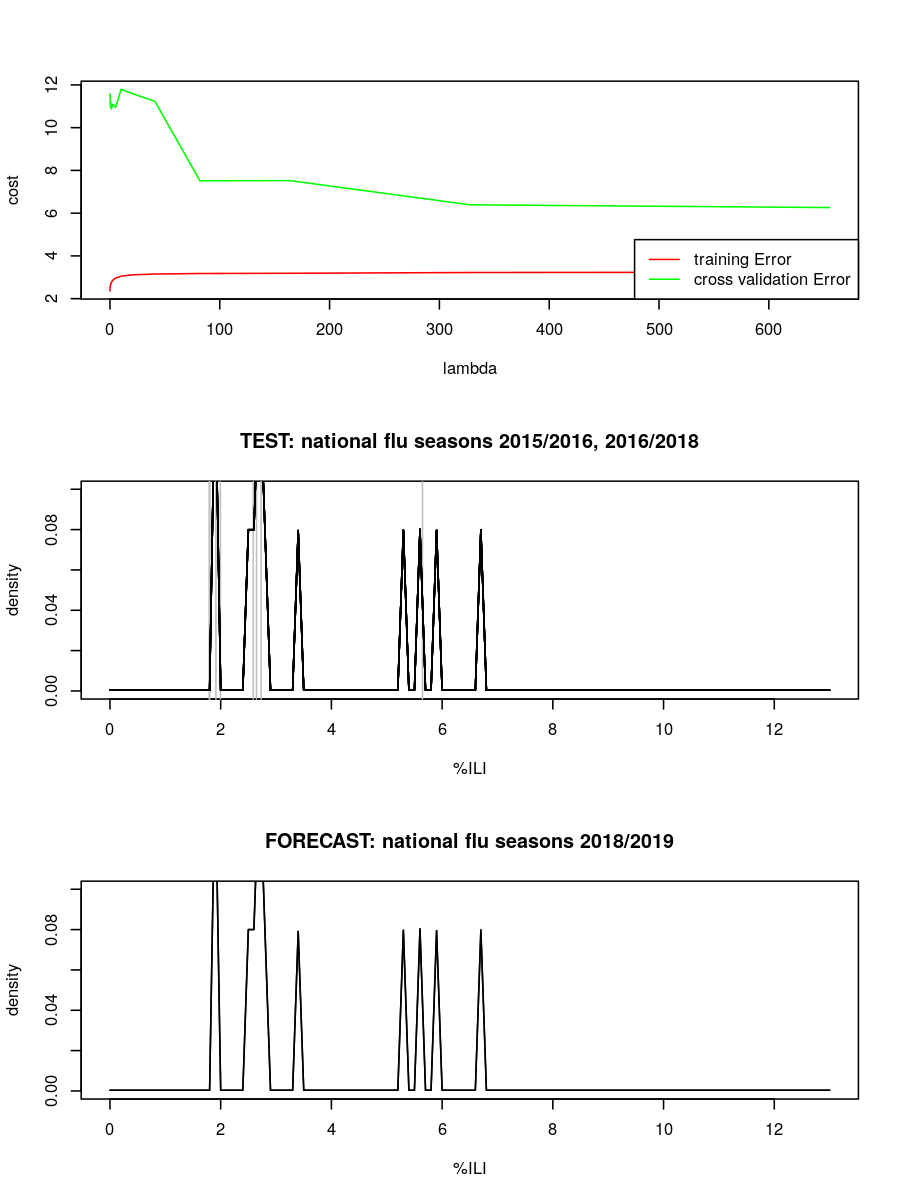 12
10
8
6
4
2
cost
training Error
cross validation Error
0 100 200 300 400 500 600
lambda
TEST: national flu seasons 2015/2016, 2016/2018
0.08
0.04
0.00
density
0 2 4 6 8 10 12
%ILI
FORECAST: national flu seasons 2018/2019
0.08
0.04
0.00
density
0 2 4 6 8 10 12
%ILI